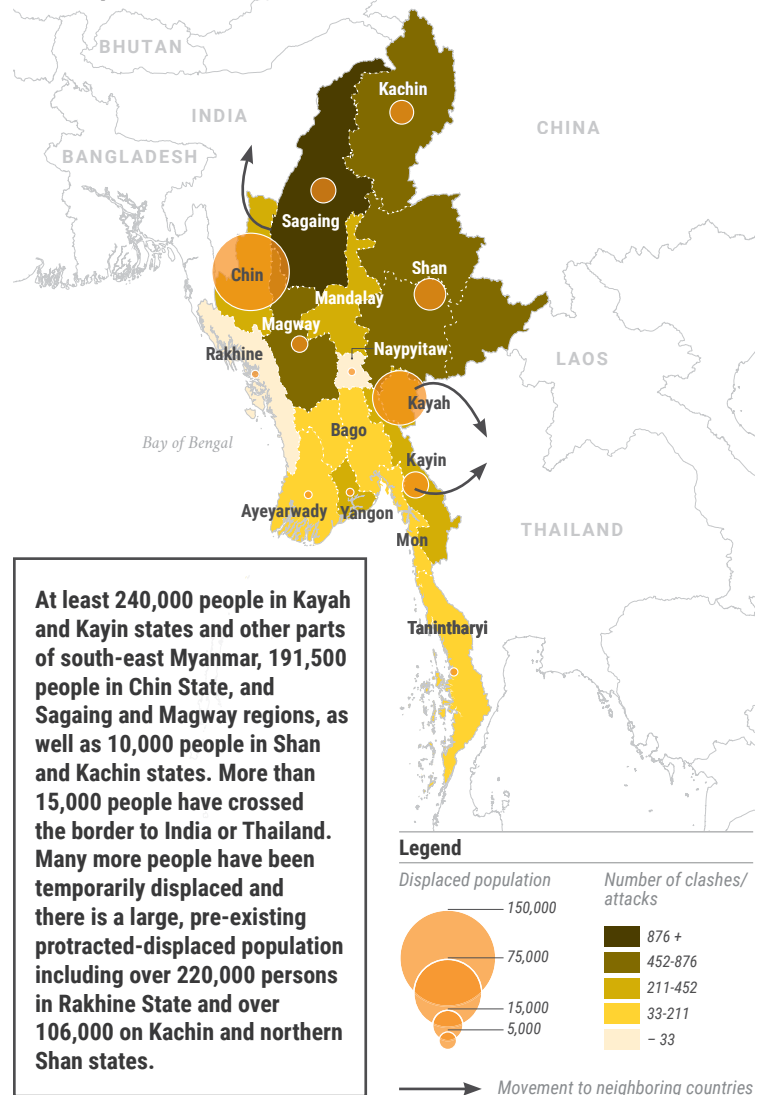 BHUTAN
Kachin
INDIA
CHINA
BANGLADESH
Sagaing
Chin
Shan
Mandalay
Magway
Rakhine
Naypyitaw
LAOS
Kayah
Bago
Bay of Bengal
Kayin
Ayeyarwady
Yangon
THAILAND
Mon
Tanintharyi
At least 240,000 people in Kayah
and Kayin states and other parts
of south-east Myanmar, 191,500
people in Chin State, and
Sagaing and Magway regions, as
well as 10,000 people in Shan
and Kachin states. More than
15,000 people have crossed
the border to India or Thailand.
Many more people have been
temporarily displaced and
there is a large, pre-existing
protracted-displaced population
including over 220,000 persons
in Rakhine State and over
106,000 on Kachin and northern
Shan states.
Legend
Displaced population
150,000
75,000
15,000
5,000
Number of clashes/
attacks
876 +
452-876
211-452
33-211
– 33
Movement to neighboring countries